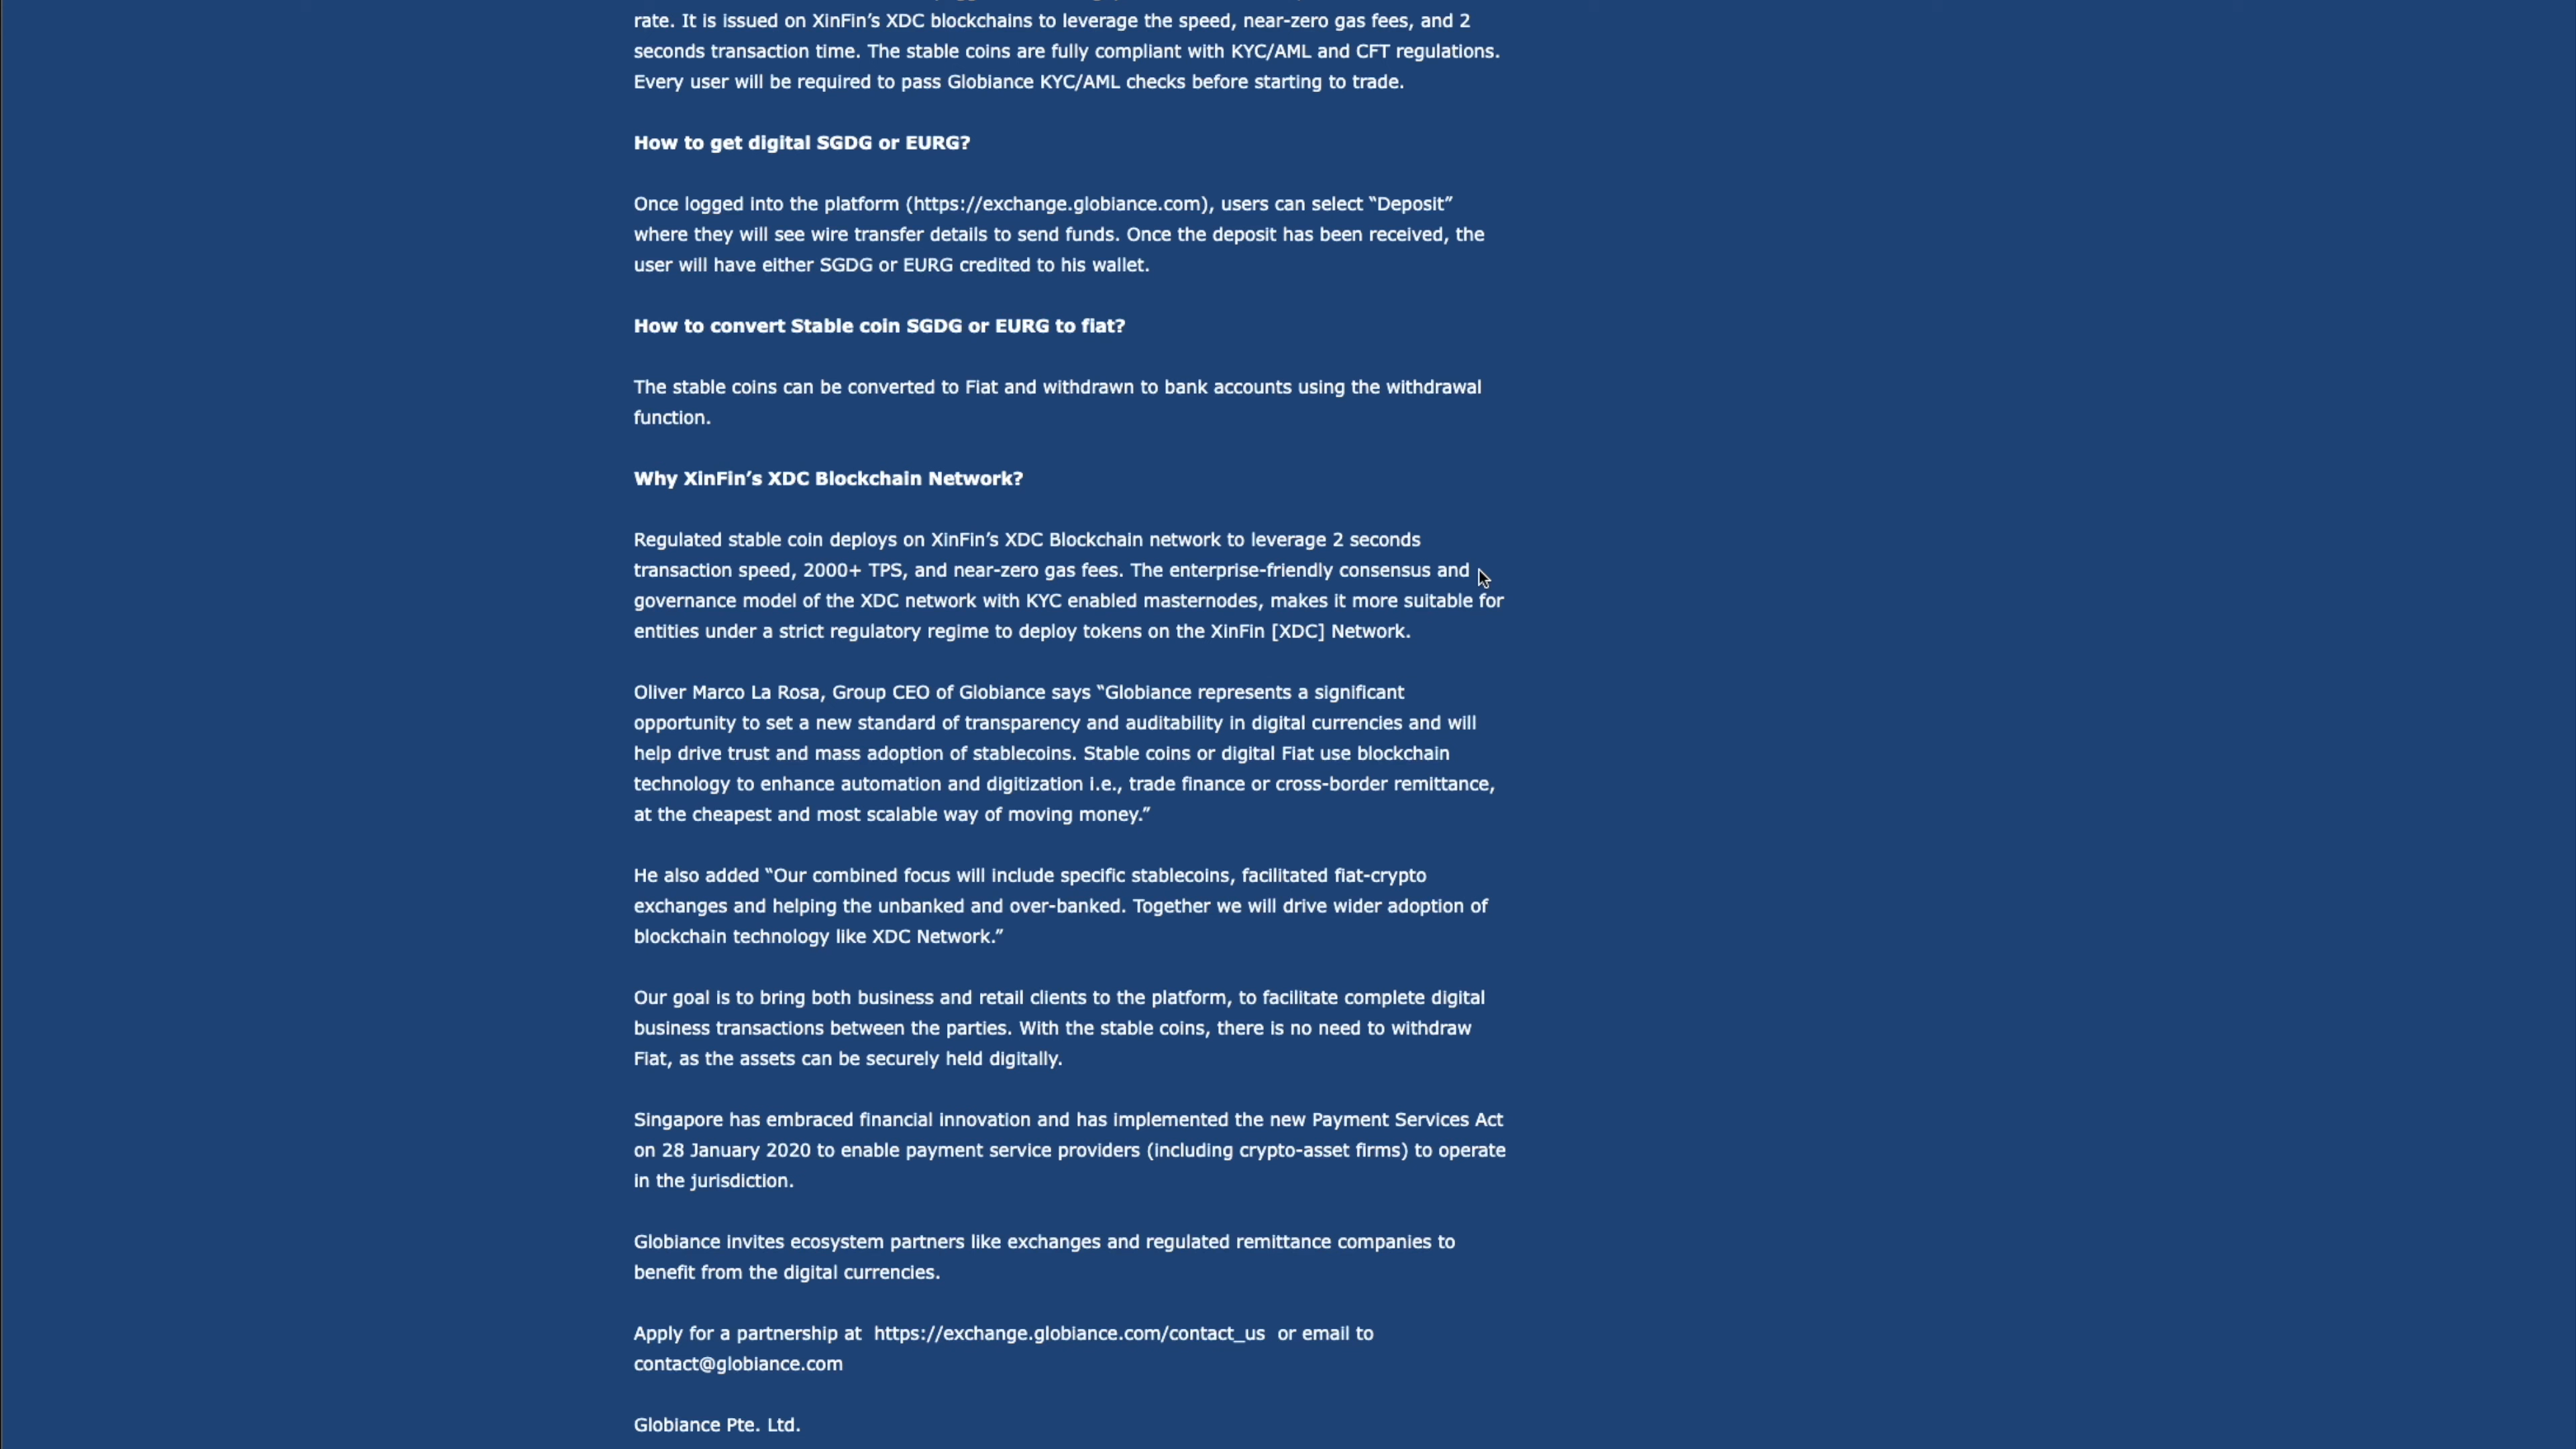 rate. It is issued on XinFin’s XDC blockchains to leverage the speed, near-zero gas fees, and 2
seconds transaction time. The stable coins are fully compliant with KYC/AML and CFT regulations.
Every user will be required to pass Globiance KYC/AML checks before starting to trade.
How to get digital SGDG or EURG?
Once logged into the platform (https://exchange.globiance.com), users can select “Deposit”
where they will see wire transfer details to send funds. Once the deposit has been received, the
user will have either SGDG or EURG credited to his wallet.
How to convert Stable coin SGDG or EURG to fiat?
The stable coins can be converted to Fiat and withdrawn to bank accounts using the withdrawal
function.
Why XinFin’s XDC Blockchain Network?
Regulated stable coin deploys on XinFin’s XDC Blockchain network to leverage 2 seconds
transaction speed, 2000+ TPS, and near-zero gas fees. The enterprise-friendly consensus and
governance model of the XDC network with KYC enabled masternodes, makes it more suitable for
entities under a strict regulatory regime to deploy tokens on the XinFin [XDC] Network.
Oliver Marco La Rosa, Group CEO of Globiance says “Globiance represents a significant
opportunity to set a new standard of transparency and auditability in digital currencies and will
help drive trust and mass adoption of stablecoins. Stable coins or digital Fiat use blockchain
technology to enhance automation and digitization i.e., trade finance or cross-border remittance,
at the cheapest and most scalable way of moving money.”
He also added “Our combined focus will include specific stablecoins, facilitated fiat-crypto
exchanges and helping the unbanked and over-banked. Together we will drive wider adoption of
blockchain technology like XDC Network.”
Our goal is to bring both business and retail clients to the platform, to facilitate complete digital
business transactions between the parties. With the stable coins, there is no need to withdraw
Fiat, as the assets can be securely held digitally.
Singapore has embraced financial innovation and has implemented the new Payment Services Act
on 28 January 2020 to enable payment service providers (including crypto-asset firms) to operate
in the jurisdiction.
Globiance invites ecosystem partners like exchanges and regulated remittance companies to
benefit from the digital currencies.
Apply for a partnership at  https://exchange.globiance.com/contact_us  or email to
contact@globiance.com
Globiance Pte. Ltd.